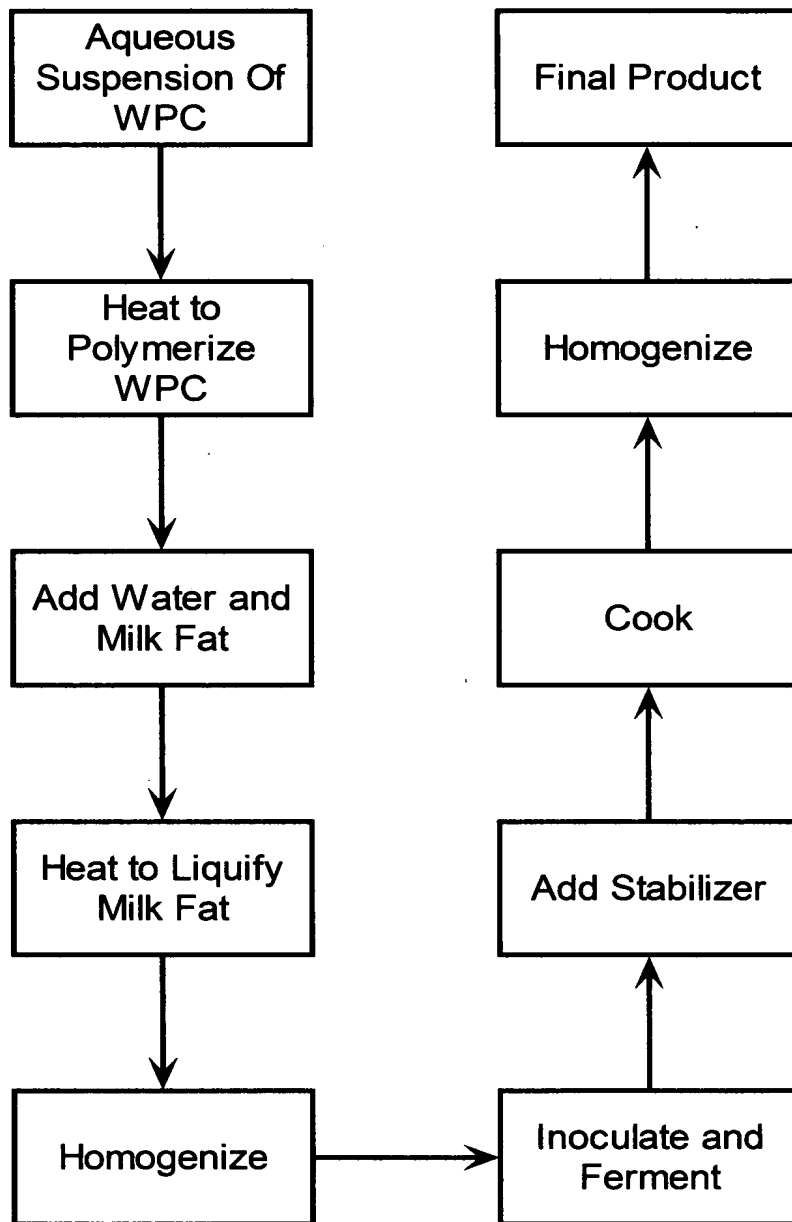 Aqueous
Suspension Of
WPC
Heat to
Polymerize
WPC
Add Water and
Milk Fat
Heat to Liquify
Milk Fat
Homogenize
Inoculate and
Ferment
Add Stabilizer
Cook
Homogenize
Final Product